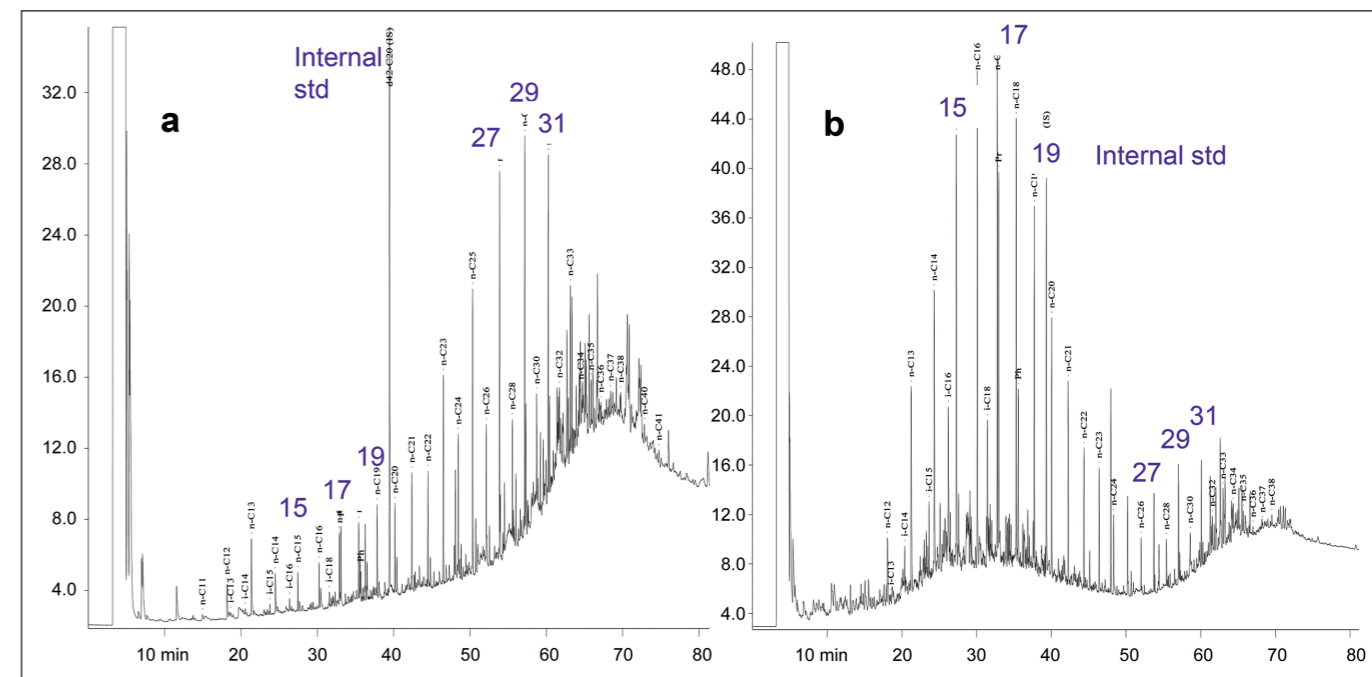 Internal
std
d42-C20 (IS)
a
32.0
28.0
24.0
20.0
16.0
12.0
8.0
4.0
27
29
31
15
17
19
n-C11
n-C12
i-C13
i-C14
n-C13
i-C15
n-C14
i-C16
n-C15
n-C16
i-C18
Ph
n-C19
n-C20
n-C21
n-C22
n-C23
n-C24
n-C25
n-C26
n-C28
n-C30
n-C32
n-C33
n-C34
n-C35
n-C36
n-C37
n-C38
n-C40
n-C41
10 min
20
30
40
50
60
70
80
b
48.0
44.0
40.0
36.0
32.0
28.0
24.0
20.0
16.0
12.0
8.0
4.0
15
17
19
Internal std
(IS)
27
29
31
n-C12
i-C13
i-C14
n-C13
i-C15
n-C14
i-C16
n-C16
i-C18
Pr
n-C18
Ph
n-C20
n-C21
n-C22
n-C23
n-C24
n-C26
n-C28
n-C30
n-C32
n-C33
n-C34
n-C35
n-C36
n-C37
n-C38
10 min
20
30
40
50
60
70
80